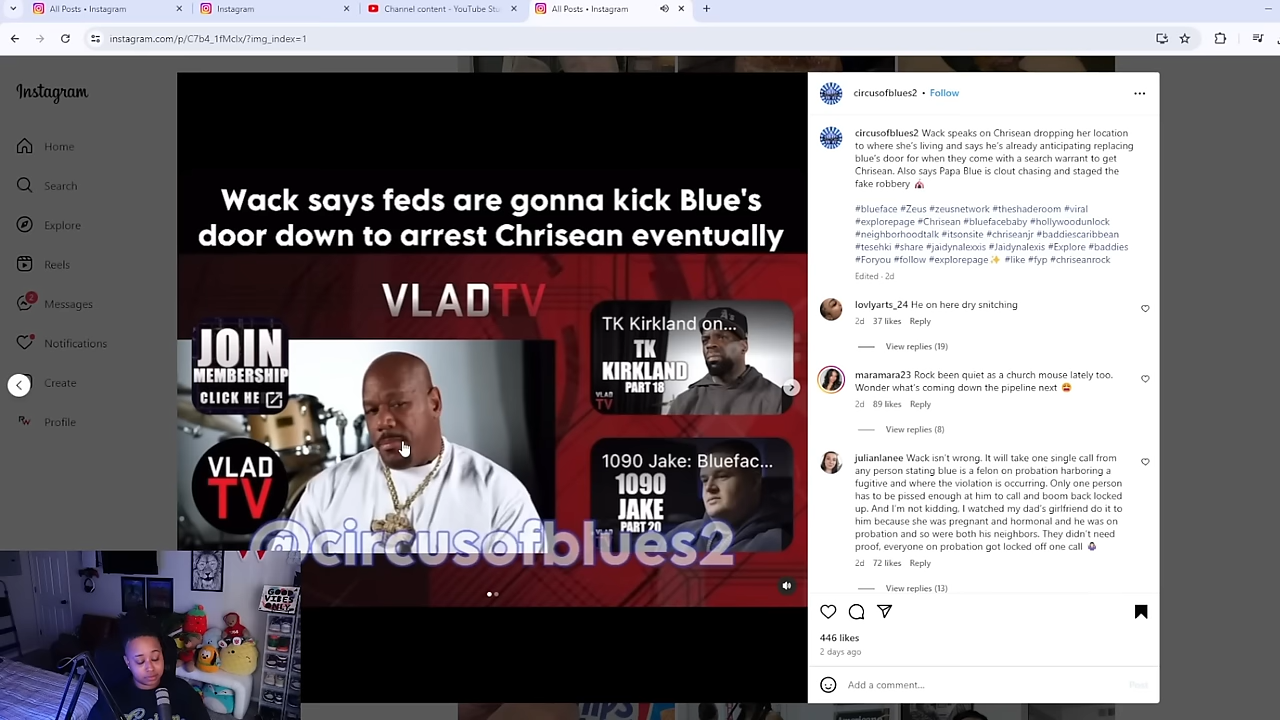 All Posts • Instagram
Instagram
Channel content - YouTube Stu
All Posts • Instagram
instagram.com/p/C7b4_1fMclx/?img_index=1
Instagram
Home
Search
Explore
Reels
2
Messages
Notifications
Create
Profile
Wack says feds are gonna kick Blue's
door down to arrest Chrisean eventually
VLADTV
JOIN
MEMBERSHIP
CLICK HE
VLAD
TV
TK Kirkland on...
TK
KIRKLAND
PART 18
VLAD
TV
1090 Jake: Bluefac...
1090
JAKE
PART 20
VLAD
TV
@circusofblues2
GOOD
VIBES
ONLY
circusofblues2 • Follow
circusofblues2 Wack speaks on Chrisean dropping her location
to where she's living and says he's already anticipating replacing
blue's door for when they come with a search warrant to get
Chrisean. Also says Papa Blue is clout chasing and staged the
fake robbery 🎪
#blueface #Zeus #zeusnetwork #theshaderoom #viral
#explorepage #Chrisean #bluefacebaby #hollywoodunlock
#neighborhoodtalk #itsonsite #chriseanjr #baddiescaribbean
#tesehki #share #jaidynalexxis #Jaidynalexis #Explore #baddies
#Foryou #follow #explorepage✨ #like #fyp #chriseanrock
Edited · 2d
lovlyarts_24 He on here dry snitching
2d 37 likes Reply
View replies (19)
maramara23 Rock been quiet as a church mouse lately too.
Wonder what's coming down the pipeline next 😩
2d 89 likes Reply
View replies (8)
julianlanee Wack isn't wrong. It will take one single call from
any person stating blue is a felon on probation harboring a
fugitive and where the violation is occurring. Only one person
has to be pissed enough at him to call and boom back locked
up. And I'm not kidding. I watched my dad's girlfriend do it to
him because she was pregnant and hormonal and he was on
probation and so were both his neighbors. They didn't need
proof, everyone on probation got locked off one call 🤷🏻‍♀️
2d 72 likes Reply
View replies (13)
446 likes
2 days ago
Add a comment...
Post